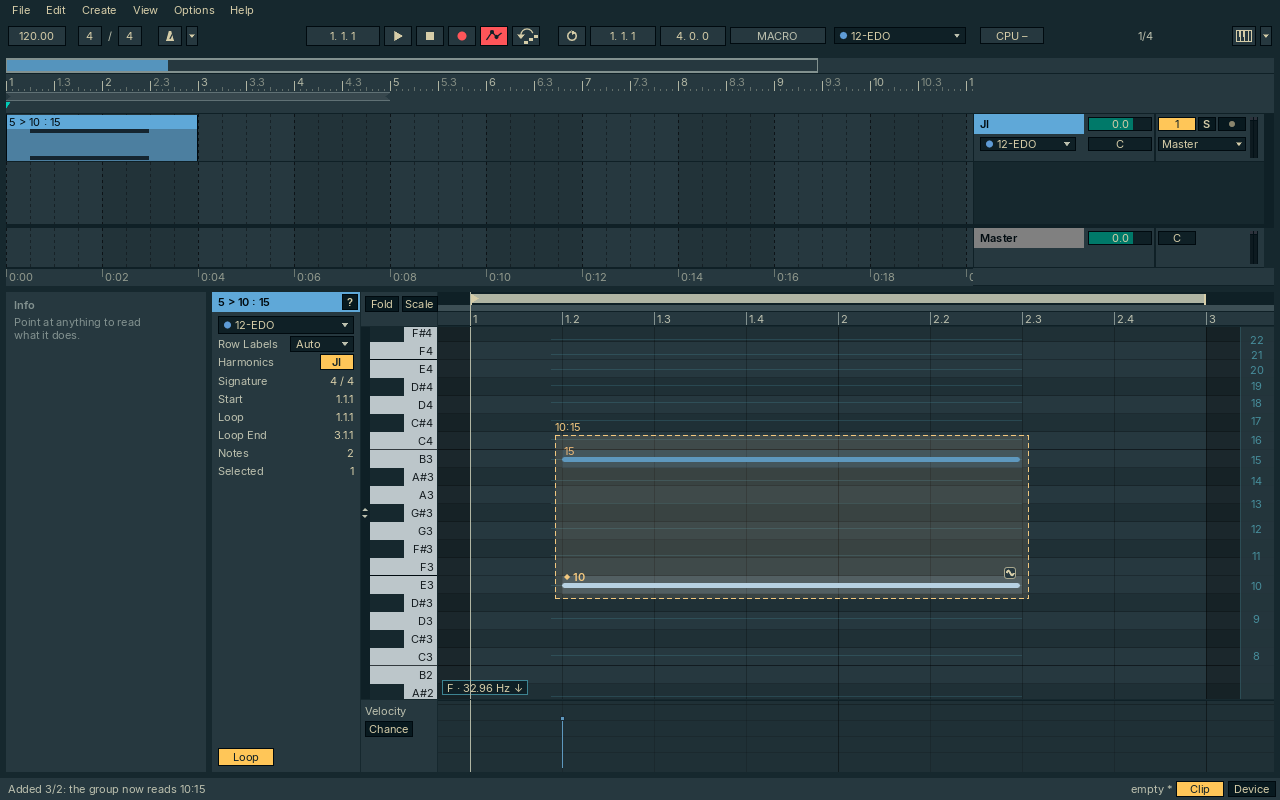 File Edit Create View Options Help
120.00 4 / 4 1. 1. 1 1. 1. 1 4. 0. 0 MACRO 12-EDO CPU – 1/4
1 1.3 2 2.3 3 3.3 4 4.3 5 5.3 6 6.3 7 7.3 8 8.3 9 9.3 10 10.3 1
5 > 10 : 15
JI 0.0 1 S
12-EDO C Master
Master 0.0 C
0:00 0:02 0:04 0:06 0:08 0:10 0:12 0:14 0:16 0:18
Info
Point at anything to read
what it does.
5 > 10 : 15 ?
12-EDO
Row Labels Auto
Harmonics JI
Signature 4 / 4
Start 1.1.1
Loop 1.1.1
Loop End 3.1.1
Notes 2
Selected 1
Loop
Fold Scale
1 1.2 1.3 1.4 2 2.2 2.3 2.4 3
F#4 22
F4 21
E4 20
D#4 19
D4 18
C#4 17
10:15
C4 16
B3 15 15
A#3 14
A3 13
G#3
G3 12
F#3 11
F3
10
E3 10
D#3
D3 9
C#3
C3 8
B2
A#2
F · 32.96 Hz ↓
Velocity
Chance
Added 3/2: the group now reads 10:15 empty * Clip Device